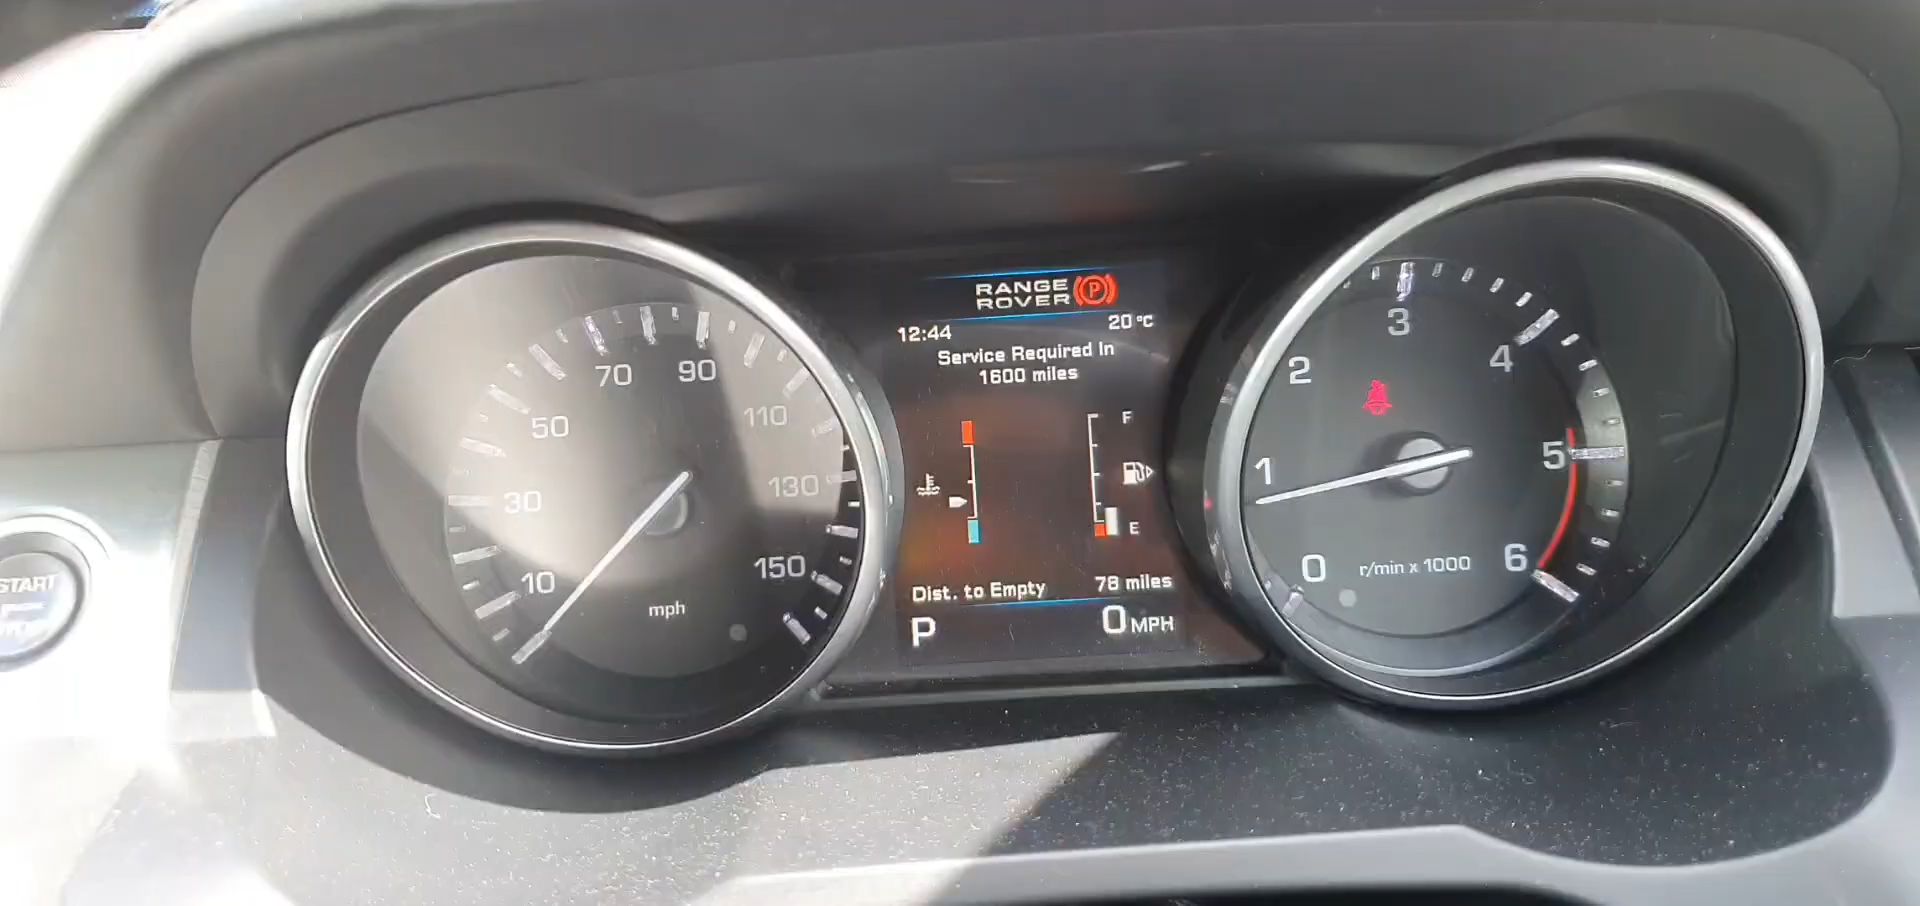 START
10
30
50
70
90
110
130
150
mph
RANGE
ROVER
P
12:44
20 °C
Service Required In
1600 miles
F
E
Dist. to Empty 78 miles
P
0 MPH
0
1
2
3
4
5
6
r/min x 1000